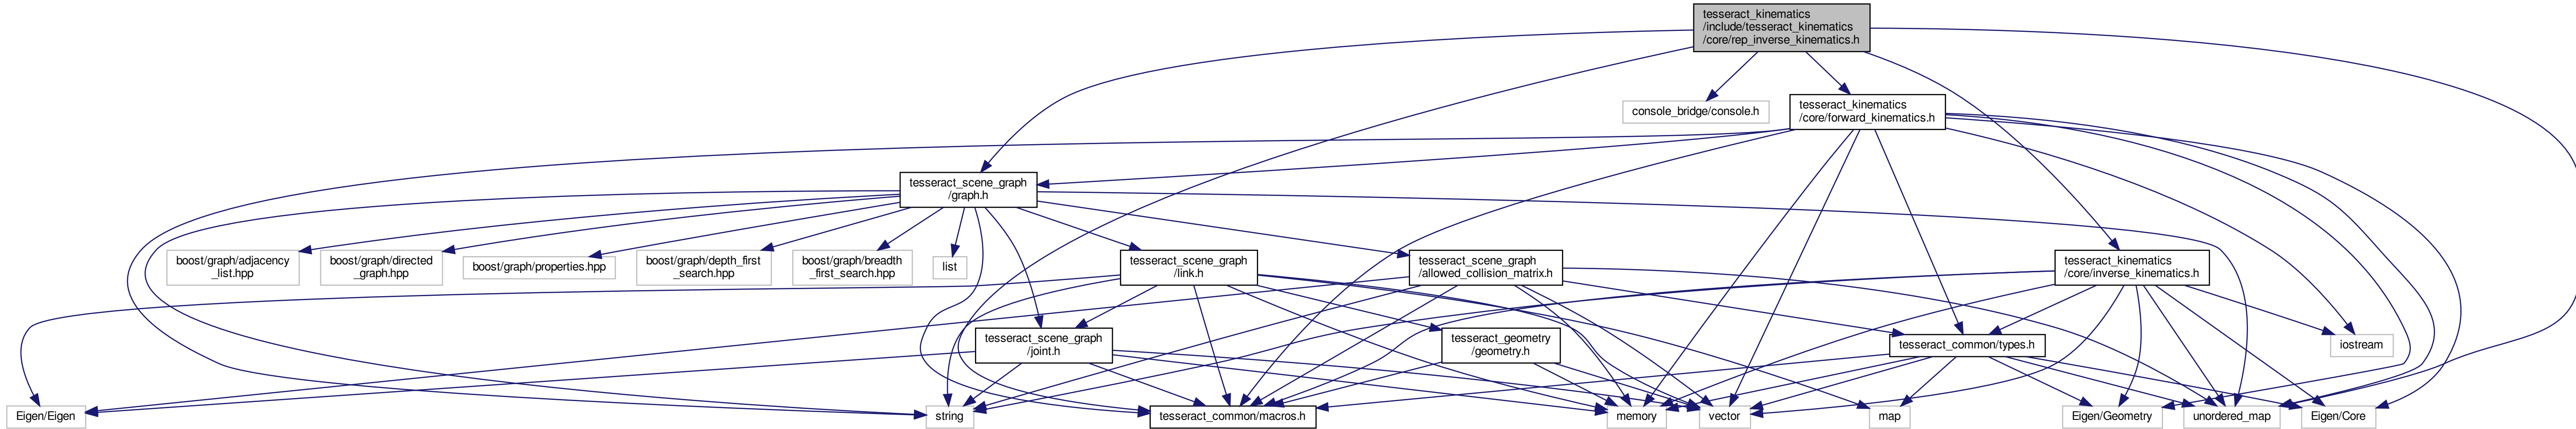 tesseract_kinematics
/include/tesseract_kinematics
/core/rep_inverse_kinematics.h
console_bridge/console.h
tesseract_kinematics
/core/forward_kinematics.h
tesseract_scene_graph
/graph.h
boost/graph/adjacency
_list.hpp
boost/graph/directed
_graph.hpp
boost/graph/properties.hpp
boost/graph/depth_first
_search.hpp
boost/graph/breadth
_first_search.hpp
list
tesseract_scene_graph
/link.h
tesseract_scene_graph
/allowed_collision_matrix.h
tesseract_kinematics
/core/inverse_kinematics.h
tesseract_scene_graph
/joint.h
tesseract_geometry
/geometry.h
tesseract_common/types.h
iostream
Eigen/Eigen
string
tesseract_common/macros.h
memory
vector
map
Eigen/Geometry
unordered_map
Eigen/Core